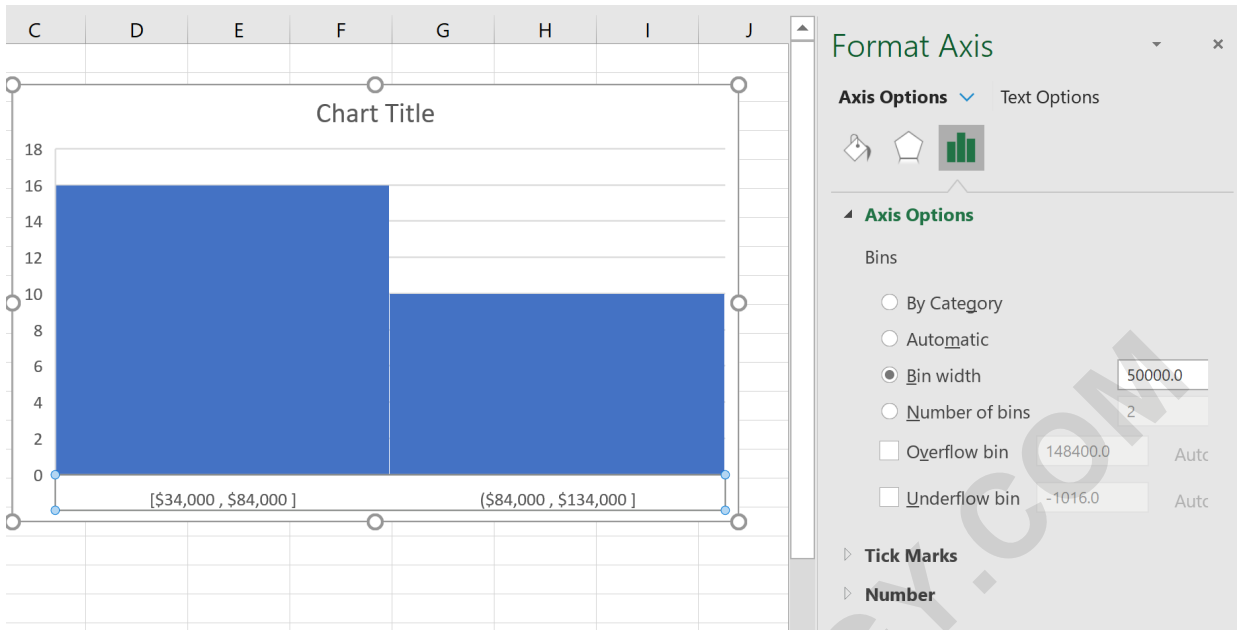 C D E F G H I J
Chart Title
18
16
14
12
10
8
6
4
2
0
[$34,000 , $84,000 ] ($84,000 , $134,000 ]
Format Axis
Axis Options Text Options
Axis Options
Bins
By Category
Automatic
Bin width 50000.0
Number of bins 2
Overflow bin 148400.0 Auto
Underflow bin -1016.0 Auto
Tick Marks
Number
SY.COM